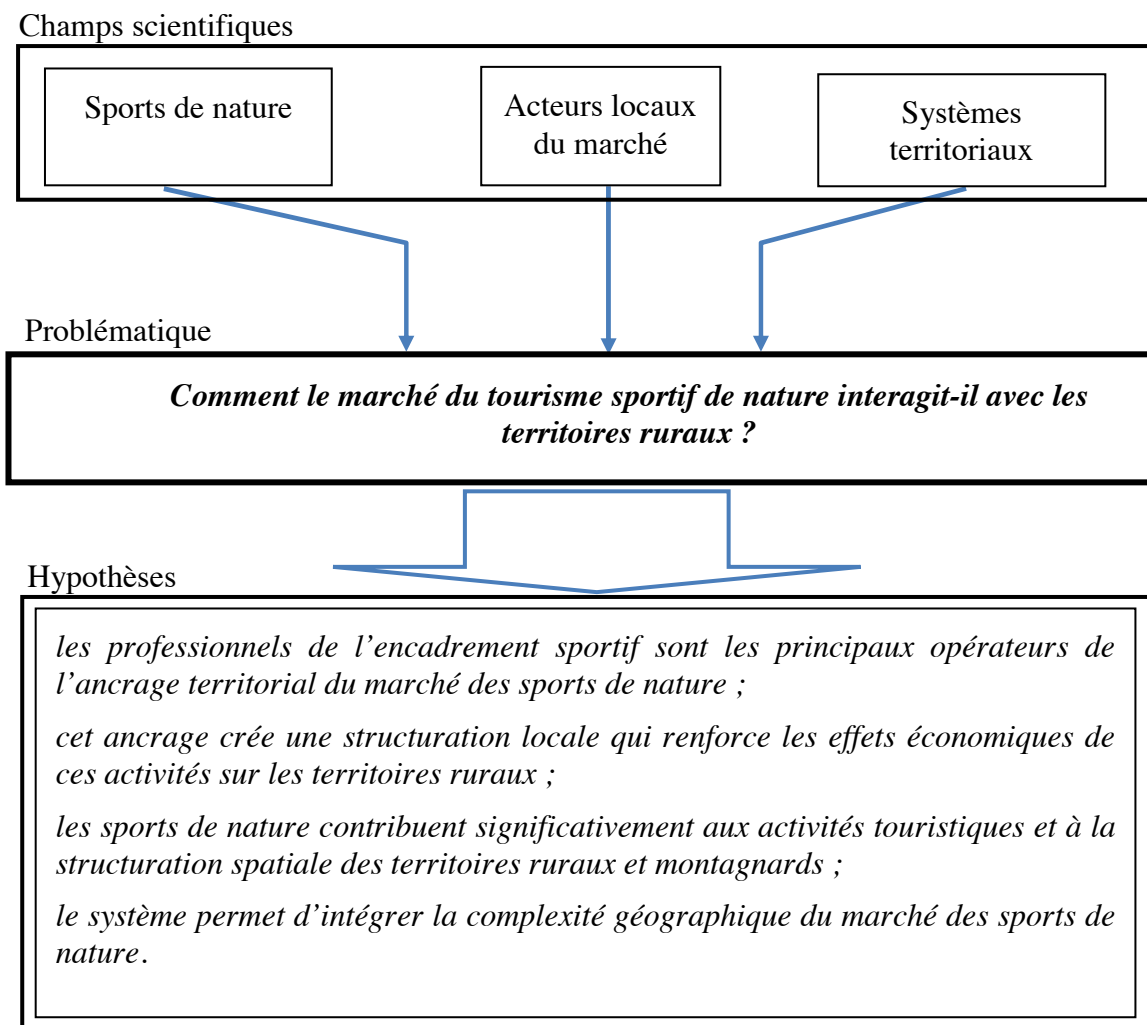 Champs scientifiques
Sports de nature
Acteurs locaux
du marché
Systèmes
territoriaux
Problématique
Comment le marché du tourisme sportif de nature interagit-il avec les
territoires ruraux ?
Hypothèses
les professionnels de l’encadrement sportif sont les principaux opérateurs de
l’ancrage territorial du marché des sports de nature ;
cet ancrage crée une structuration locale qui renforce les effets économiques de
ces activités sur les territoires ruraux ;
les sports de nature contribuent significativement aux activités touristiques et à la
structuration spatiale des territoires ruraux et montagnards ;
le système permet d’intégrer la complexité géographique du marché des sports de
nature.